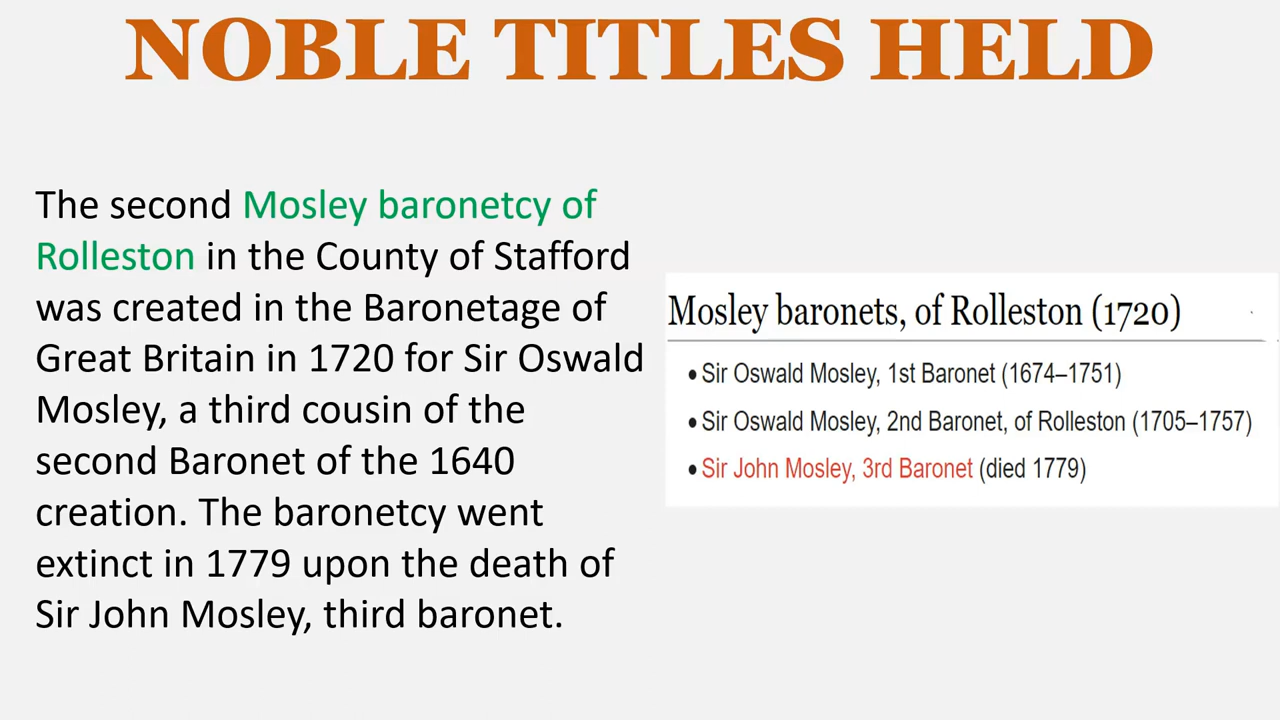 NOBLE TITLES HELD
The second Mosley baronetcy of
Rolleston in the County of Stafford
was created in the Baronetage of
Great Britain in 1720 for Sir Oswald
Mosley, a third cousin of the
second Baronet of the 1640
creation. The baronetcy went
extinct in 1779 upon the death of
Sir John Mosley, third baronet.
Mosley baronets, of Rolleston (1720)
• Sir Oswald Mosley, 1st Baronet (1674–1751)
• Sir Oswald Mosley, 2nd Baronet, of Rolleston (1705–1757)
• Sir John Mosley, 3rd Baronet (died 1779)